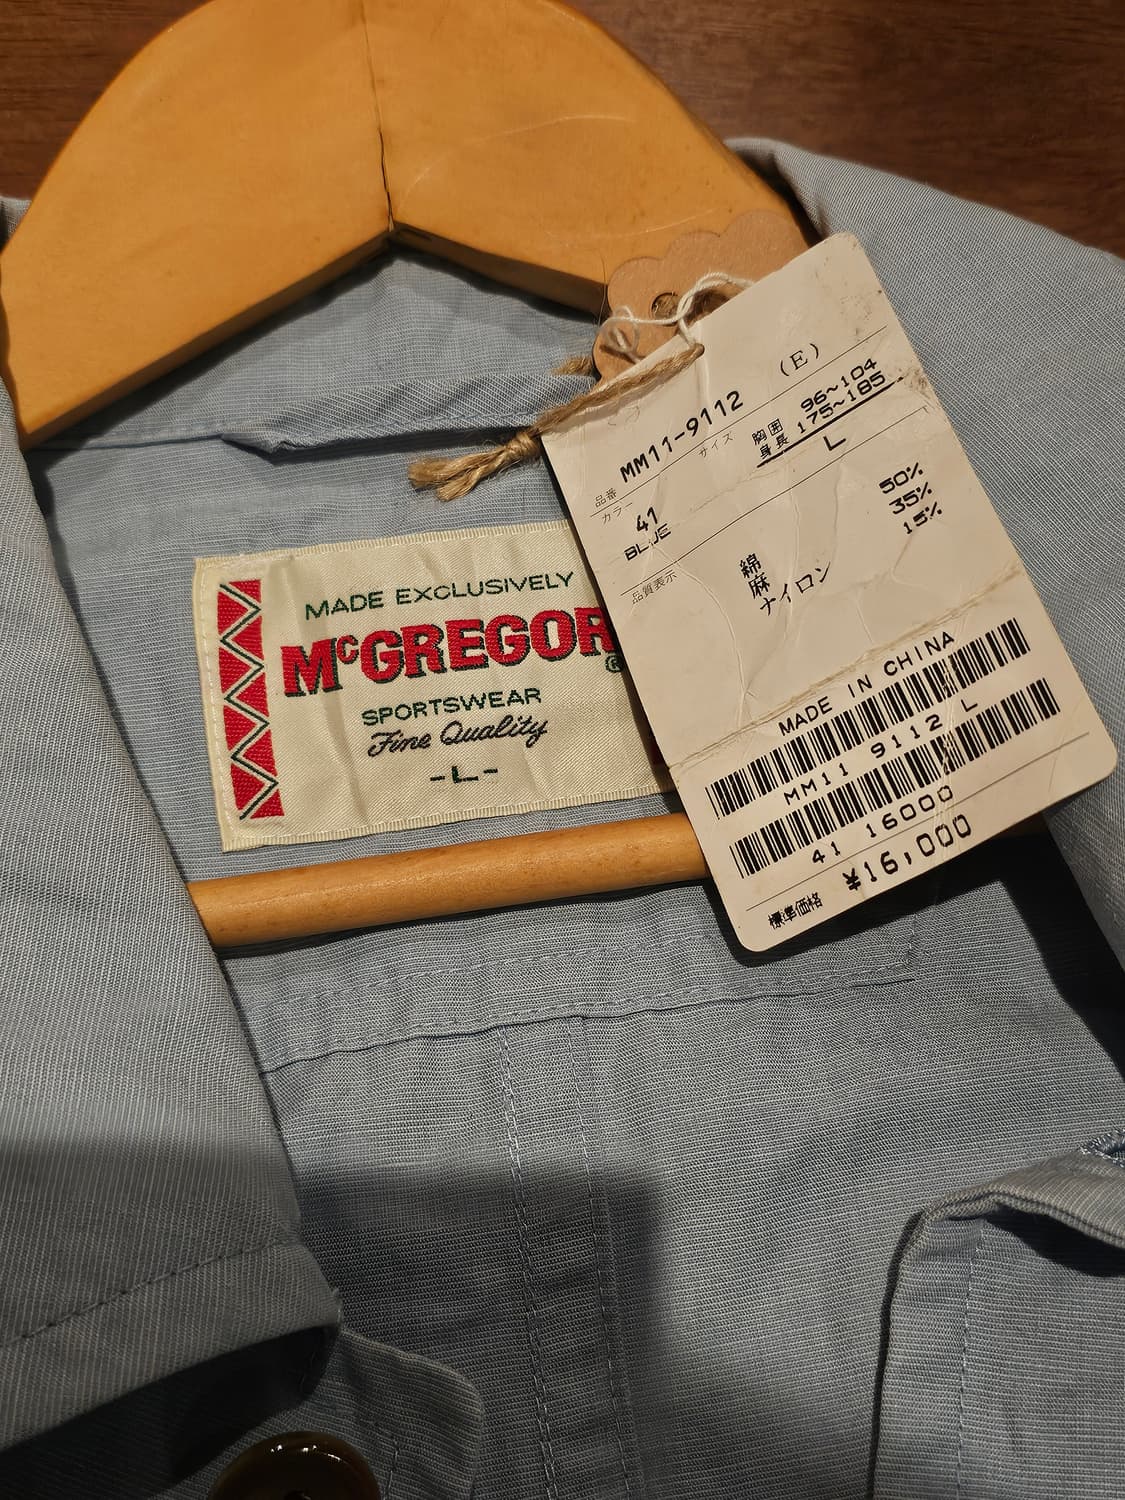 MADE EXCLUSIVELY
McGREGOR
®
SPORTSWEAR
Fine Quality
-L-
(E)
品番 MM11-9112
サイズ 胸囲 96~104
身長 175~185
L
カラー
41
BLUE
品質表示
綿 50%
麻 35%
ナイロン 15%
MADE IN CHINA
MM11 9112 L
41 16000
標準価格 ¥16,000